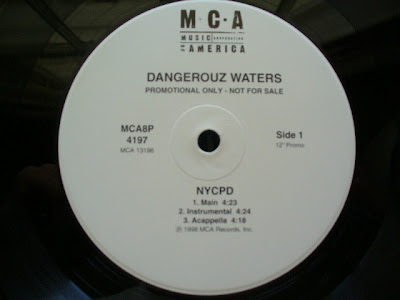 M·C·A
MUSIC CORPORATION
OF AMERICA
DANGEROUZ WATERS
PROMOTIONAL ONLY - NOT FOR SALE
MCA8P
4197
MCA 13196
Side 1
12" Promo
NYCPD
1. Main 4:23
2. Instrumental 4:24
3. Acappella 4:18
℗1998 MCA Records, Inc.